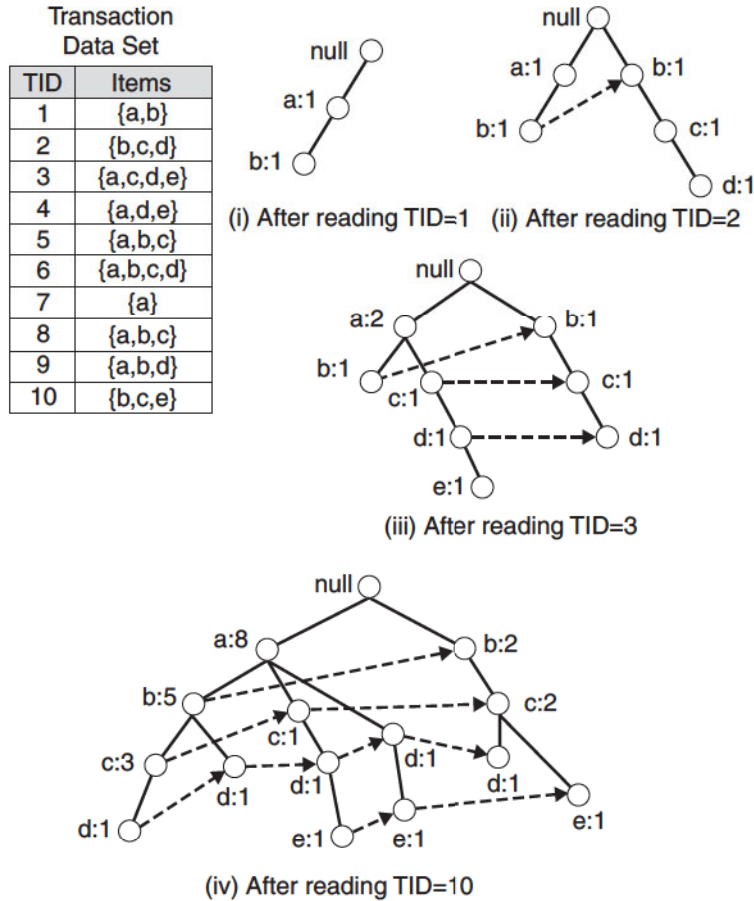 Transaction
Data Set
TID Items
1 {a,b}
2 {b,c,d}
3 {a,c,d,e}
4 {a,d,e}
5 {a,b,c}
6 {a,b,c,d}
7 {a}
8 {a,b,c}
9 {a,b,d}
10 {b,c,e}
null
a:1
b:1
(i) After reading TID=1
null
a:1
b:1
b:1
c:1
d:1
(ii) After reading TID=2
null
a:2
b:1
b:1
c:1
c:1
d:1
d:1
e:1
(iii) After reading TID=3
null
a:8
b:2
b:5
c:2
c:1
c:3
d:1
d:1
d:1
d:1
d:1
e:1
e:1
e:1
(iv) After reading TID=10